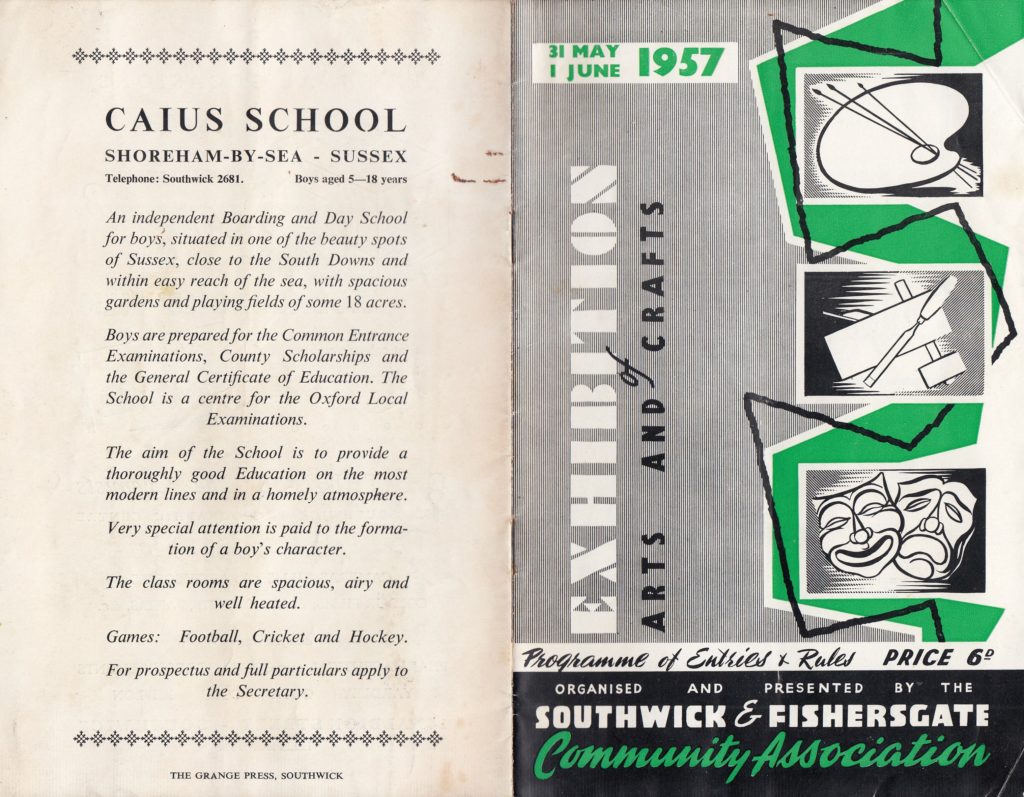 CAIUS SCHOOL
SHOREHAM-BY-SEA - SUSSEX
Telephone: Southwick 2681. Boys aged 5—18 years
An independent Boarding and Day School
for boys, situated in one of the beauty spots
of Sussex, close to the South Downs and
within easy reach of the sea, with spacious
gardens and playing fields of some 18 acres.
Boys are prepared for the Common Entrance
Examinations, County Scholarships and
the General Certificate of Education. The
School is a centre for the Oxford Local
Examinations.
The aim of the School is to provide a
thoroughly good Education on the most
modern lines and in a homely atmosphere.
Very special attention is paid to the forma-
tion of a boy's character.
The class rooms are spacious, airy and
well heated.
Games: Football, Cricket and Hockey.
For prospectus and full particulars apply to
the Secretary.
THE GRANGE PRESS, SOUTHWICK
31 MAY
1 JUNE 1957
EXHIBITION
of
ARTS AND CRAFTS
Programme of Entries & Rules PRICE 6D
ORGANISED AND PRESENTED BY THE
SOUTHWICK & FISHERSGATE
Community Association